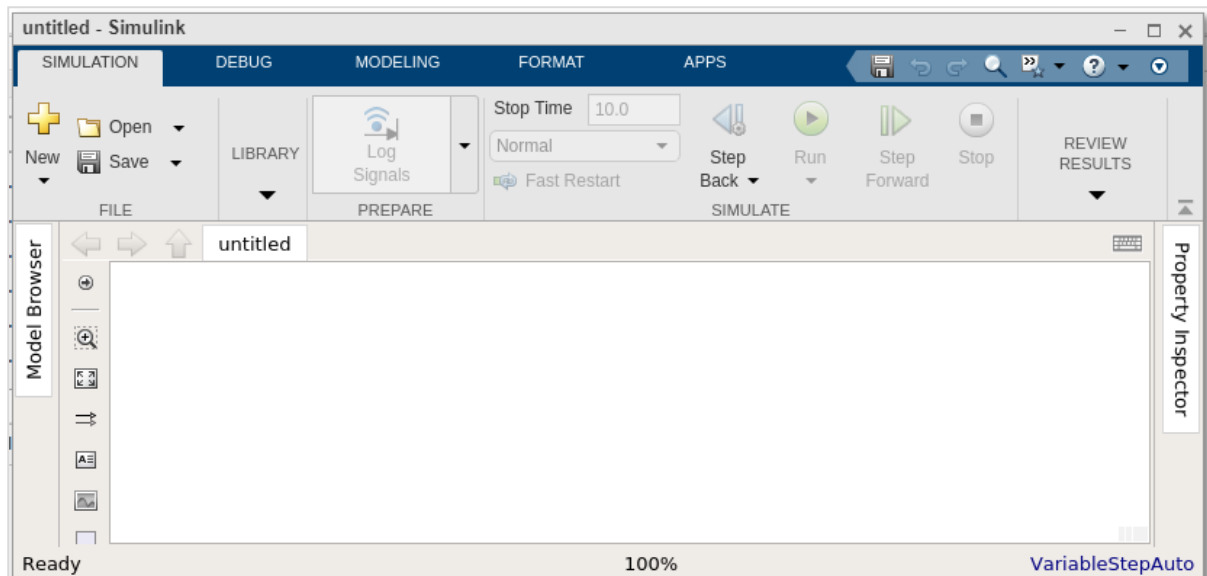 untitled - Simulink
SIMULATION DEBUG MODELING FORMAT APPS
New
Open
Save
FILE
LIBRARY
Log
Signals
PREPARE
Stop Time 10.0
Normal
Fast Restart
Step
Back
Run
Step
Forward
Stop
SIMULATE
REVIEW
RESULTS
Model Browser
untitled
Property Inspector
Ready 100% VariableStepAuto